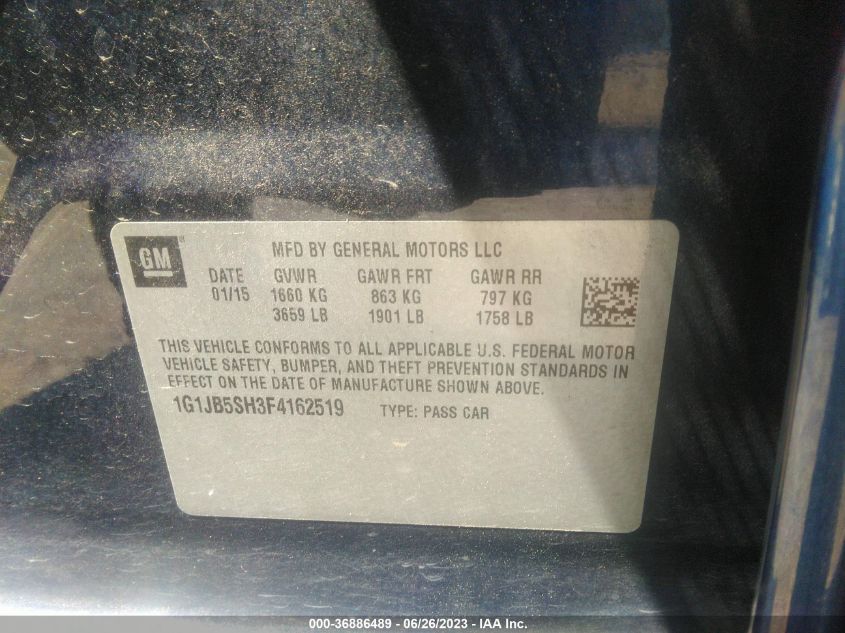 GM
MFD BY GENERAL MOTORS LLC
DATE GVWR GAWR FRT GAWR RR
01/15 1660 KG 863 KG 797 KG
3659 LB 1901 LB 1758 LB
THIS VEHICLE CONFORMS TO ALL APPLICABLE U.S. FEDERAL MOTOR
VEHICLE SAFETY, BUMPER, AND THEFT PREVENTION STANDARDS IN
EFFECT ON THE DATE OF MANUFACTURE SHOWN ABOVE.
1G1JB5SH3F4162519 TYPE: PASS CAR
000-36886489 - 06/26/2023 - IAA Inc.